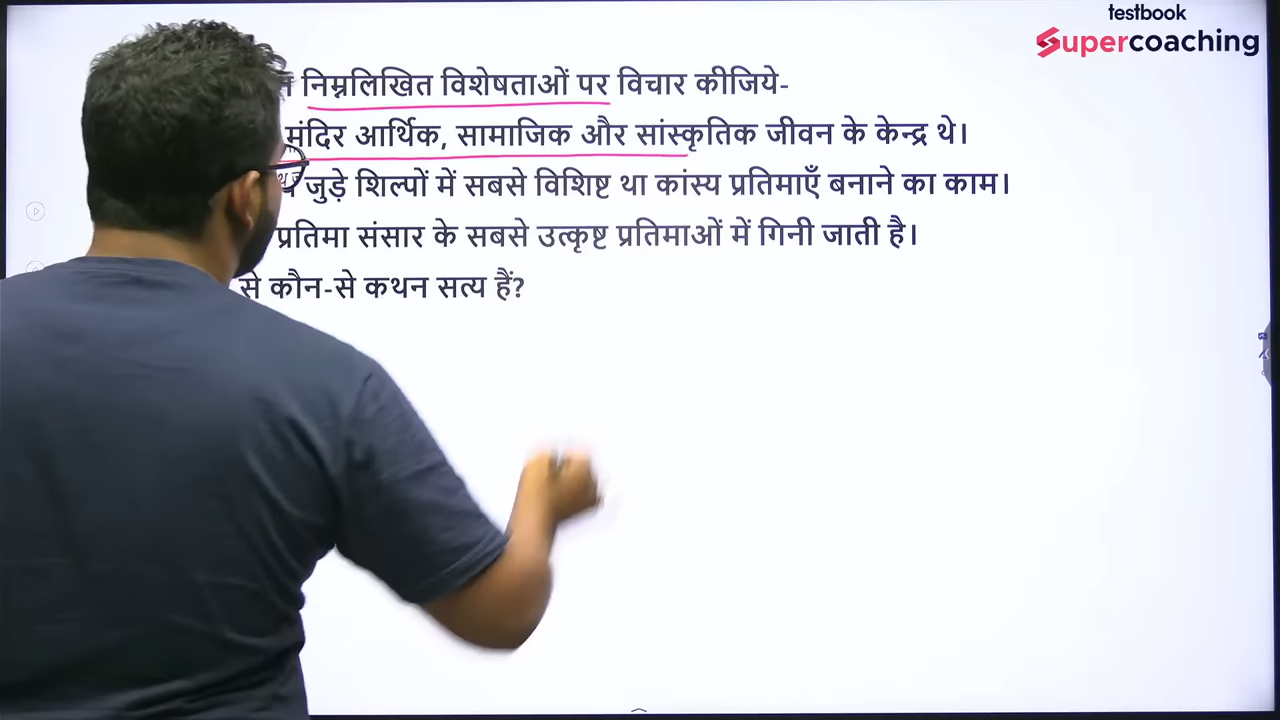 testbook
Supercoaching
निम्नलिखित विशेषताओं पर विचार कीजिये-
मंदिर आर्थिक, सामाजिक और सांस्कृतिक जीवन के केन्द्र थे।
जुड़े शिल्पों में सबसे विशिष्ट था कांस्य प्रतिमाएँ बनाने का काम।
प्रतिमा संसार के सबसे उत्कृष्ट प्रतिमाओं में गिनी जाती है।
से कौन-से कथन सत्य हैं?